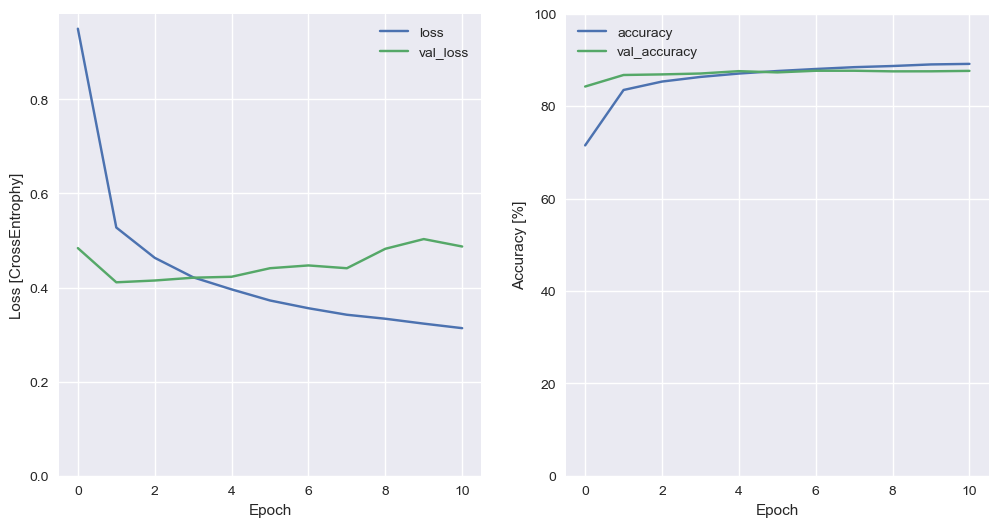 loss
val_loss
0.8
0.6
0.4
0.2
0.0
0 2 4 6 8 10
Loss [CrossEntrophy]
Epoch
accuracy
val_accuracy
100
80
60
40
20
0
0 2 4 6 8 10
Accuracy [%]
Epoch